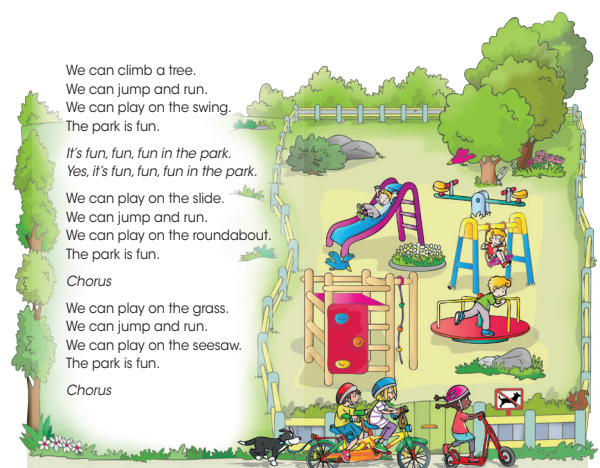 We can climb a tree.
We can jump and run.
We can play on the swing.
The park is fun.
It's fun, fun, fun in the park.
Yes, it's fun, fun, fun in the park.
We can play on the slide.
We can jump and run.
We can play on the roundabout.
The park is fun.
Chorus
We can play on the grass.
We can jump and run.
We can play on the seesaw.
The park is fun.
Chorus